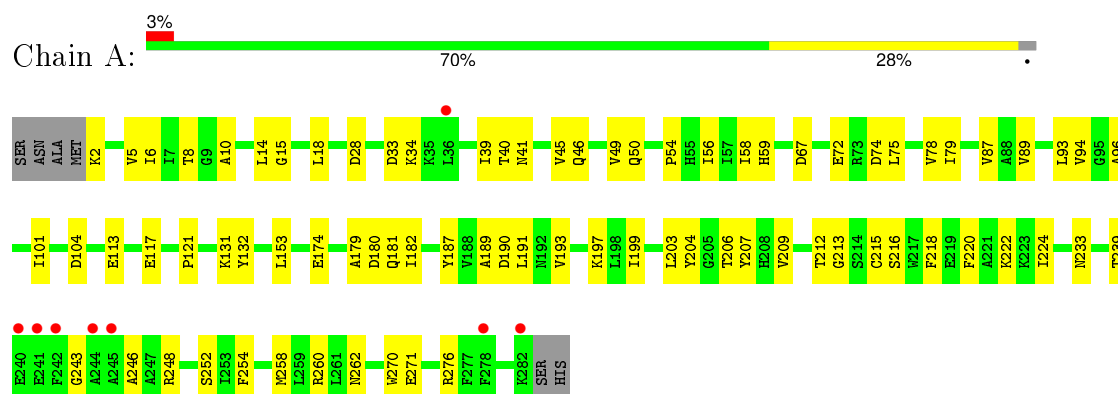 3%
Chain A:
70% 28% •
SER ASN ALA MET K2 V5 I6 I7 T8 G9 A10 L14 G15 L18 D28 D33 K34 K35 L36 I39 T40 N41 V45 Q46 V49 Q50 P54 H55 I56 I57 I58 H59 D67 E72 R73 D74 L75 V78 I79 V87 A88 V89 L93 V94 G95 A96
I101 D104 E113 E117 P121 K131 Y132 L153 E174 A179 D180 Q181 I182 Y187 V188 A189 D190 L191 N192 V193 K197 L198 I199 L203 Y204 G205 T206 Y207 H208 V209 T212 G213 S214 C215 S216 W217 F218 E219 F220 A221 K222 K223 I224 N233
E240 E241 F242 G243 A244 A245 A246 A247 R248 S252 I253 F254 M258 L259 R260 L261 N262 W270 E271 R276 F277 F278 K282 SER HIS